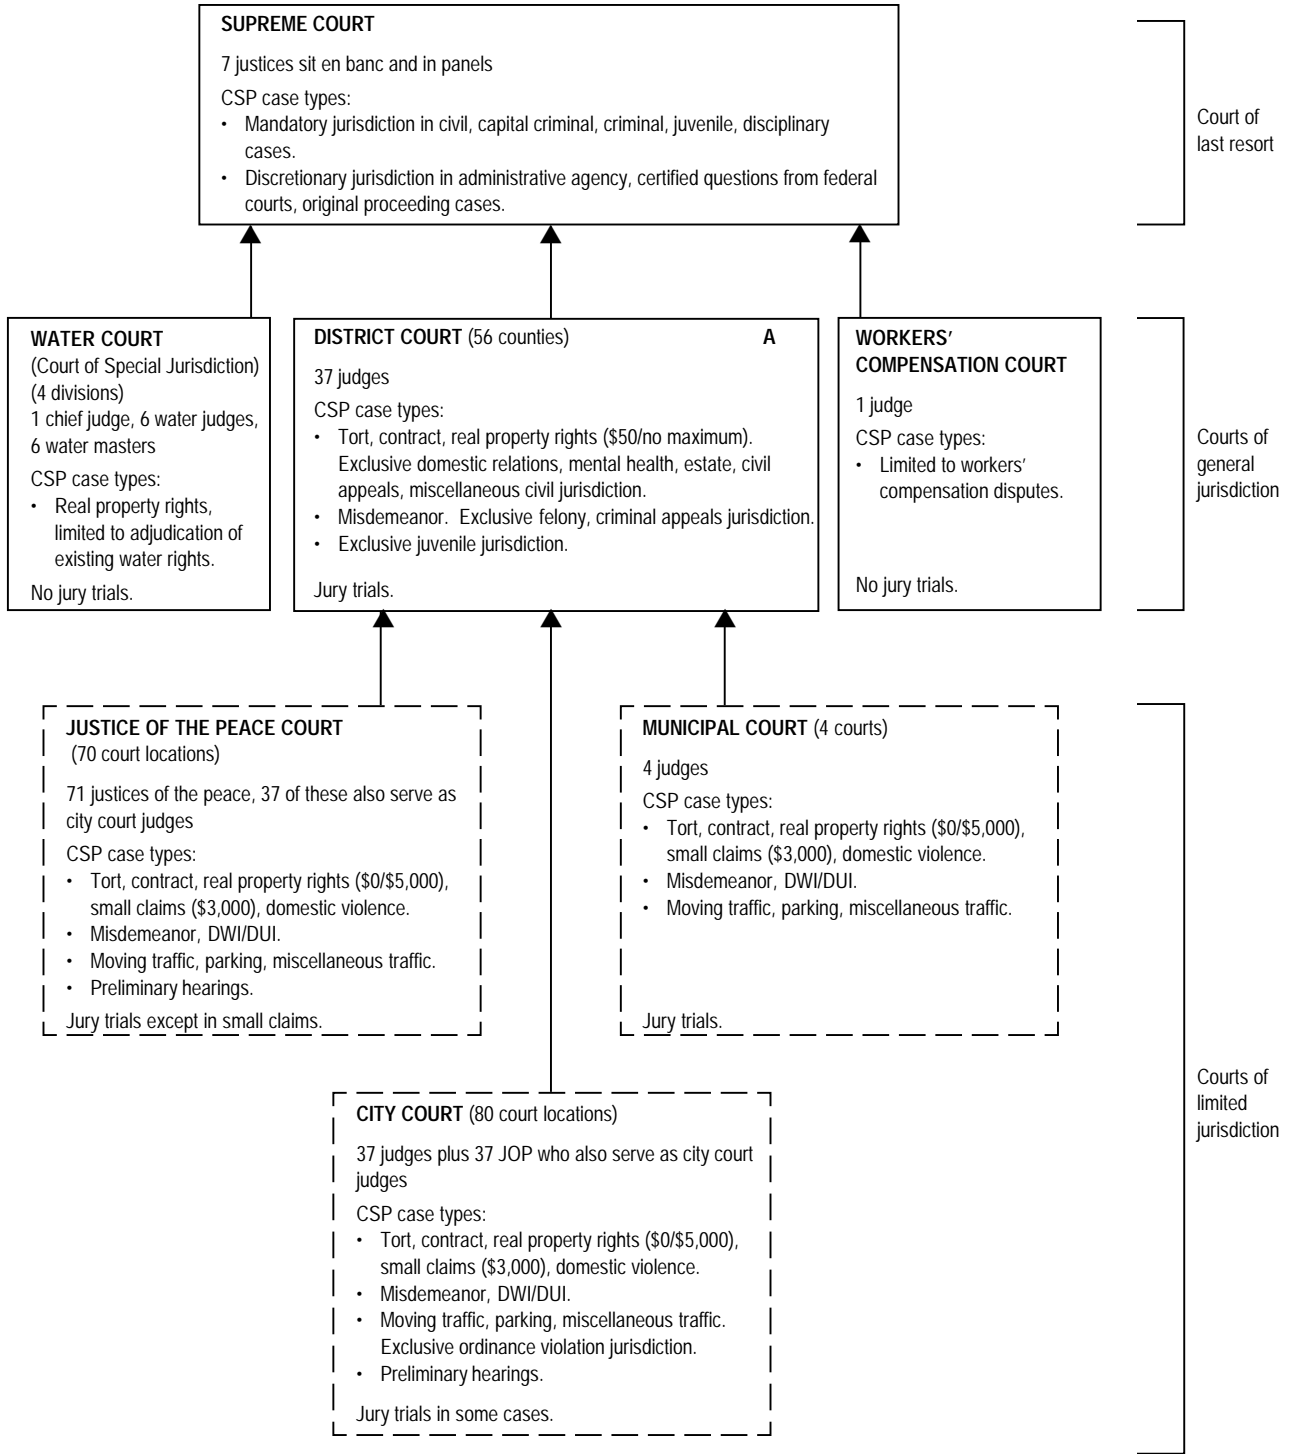 SUPREME COURT
7 justices sit en banc and in panels
CSP case types:
• Mandatory jurisdiction in civil, capital criminal, criminal, juvenile, disciplinary
cases.
• Discretionary jurisdiction in administrative agency, certified questions from federal
courts, original proceeding cases.
Court of
last resort
WATER COURT
(Court of Special Jurisdiction)
(4 divisions)
1 chief judge, 6 water judges,
6 water masters
CSP case types:
• Real property rights,
limited to adjudication of
existing water rights.
No jury trials.
DISTRICT COURT (56 counties) A
37 judges
CSP case types:
• Tort, contract, real property rights ($50/no maximum).
Exclusive domestic relations, mental health, estate, civil
appeals, miscellaneous civil jurisdiction.
• Misdemeanor. Exclusive felony, criminal appeals jurisdiction.
• Exclusive juvenile jurisdiction.
Jury trials.
WORKERS'
COMPENSATION COURT
1 judge
CSP case types:
• Limited to workers'
compensation disputes.
No jury trials.
Courts of
general
jurisdiction
JUSTICE OF THE PEACE COURT
(70 court locations)
71 justices of the peace, 37 of these also serve as
city court judges
CSP case types:
• Tort, contract, real property rights ($0/$5,000),
small claims ($3,000), domestic violence.
• Misdemeanor, DWI/DUI.
• Moving traffic, parking, miscellaneous traffic.
• Preliminary hearings.
Jury trials except in small claims.
MUNICIPAL COURT (4 courts)
4 judges
CSP case types:
• Tort, contract, real property rights ($0/$5,000),
small claims ($3,000), domestic violence.
• Misdemeanor, DWI/DUI.
• Moving traffic, parking, miscellaneous traffic.
Jury trials.
CITY COURT (80 court locations)
37 judges plus 37 JOP who also serve as city court
judges
CSP case types:
• Tort, contract, real property rights ($0/$5,000),
small claims ($3,000), domestic violence.
• Misdemeanor, DWI/DUI.
• Moving traffic, parking, miscellaneous traffic.
Exclusive ordinance violation jurisdiction.
• Preliminary hearings.
Jury trials in some cases.
Courts of
limited
jurisdiction